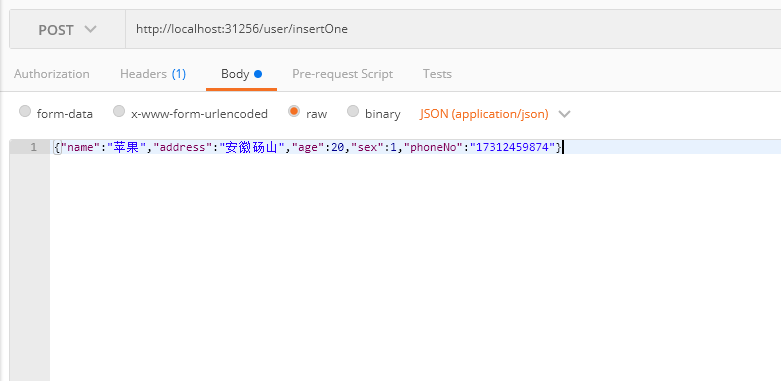 POST http://localhost:31256/user/insertOne
Authorization Headers (1) Body Pre-request Script Tests
form-data x-www-form-urlencoded raw binary JSON (application/json)
1 {"name":"苹果","address":"安徽砀山","age":20,"sex":1,"phoneNo":"17312459874"}